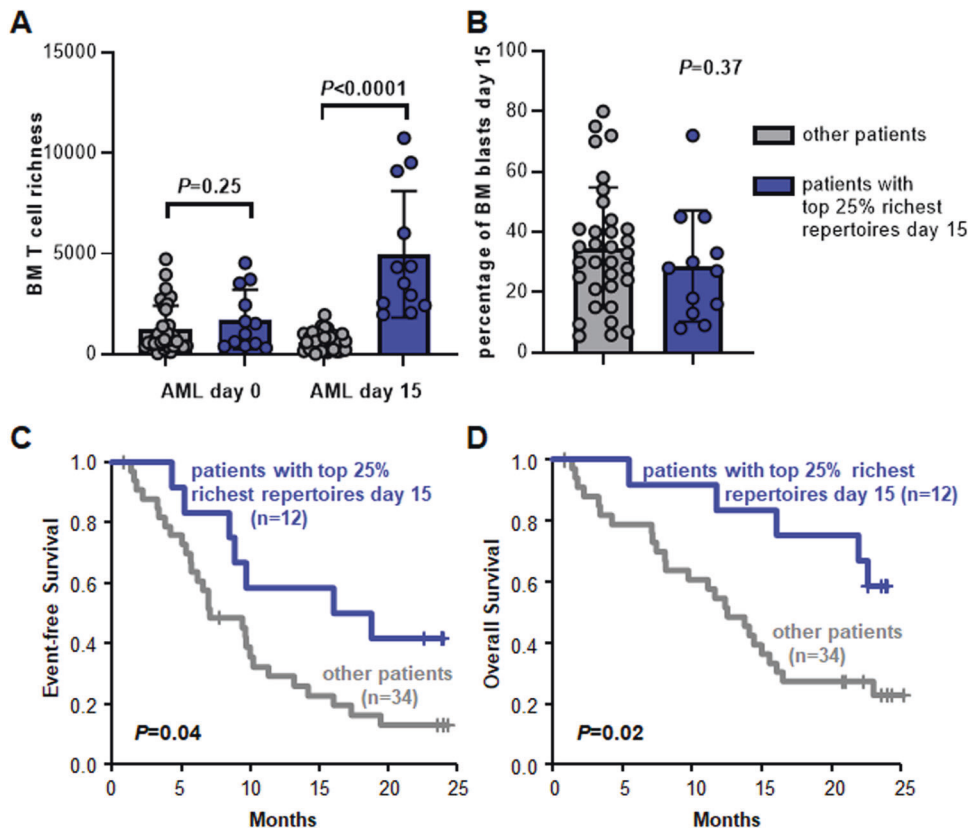 A
BM T cell richness
15000
10000
5000
0
P=0.25
P<0.0001
AML day 0
AML day 15
B
percentage of BM blasts day 15
100
80
60
40
20
0
P=0.37
other patients
patients with
top 25% richest
repertoires day 15
C
Event-free Survival
1.0
0.8
0.6
0.4
0.2
0.0
patients with top 25%
richest repertoires day 15
(n=12)
other patients
(n=34)
P=0.04
0 5 10 15 20 25
Months
D
Overall Survival
1.0
0.8
0.6
0.4
0.2
0.0
patients with top 25% richest
repertoires day 15 (n=12)
other patients
(n=34)
P=0.02
0 5 10 15 20 25
Months